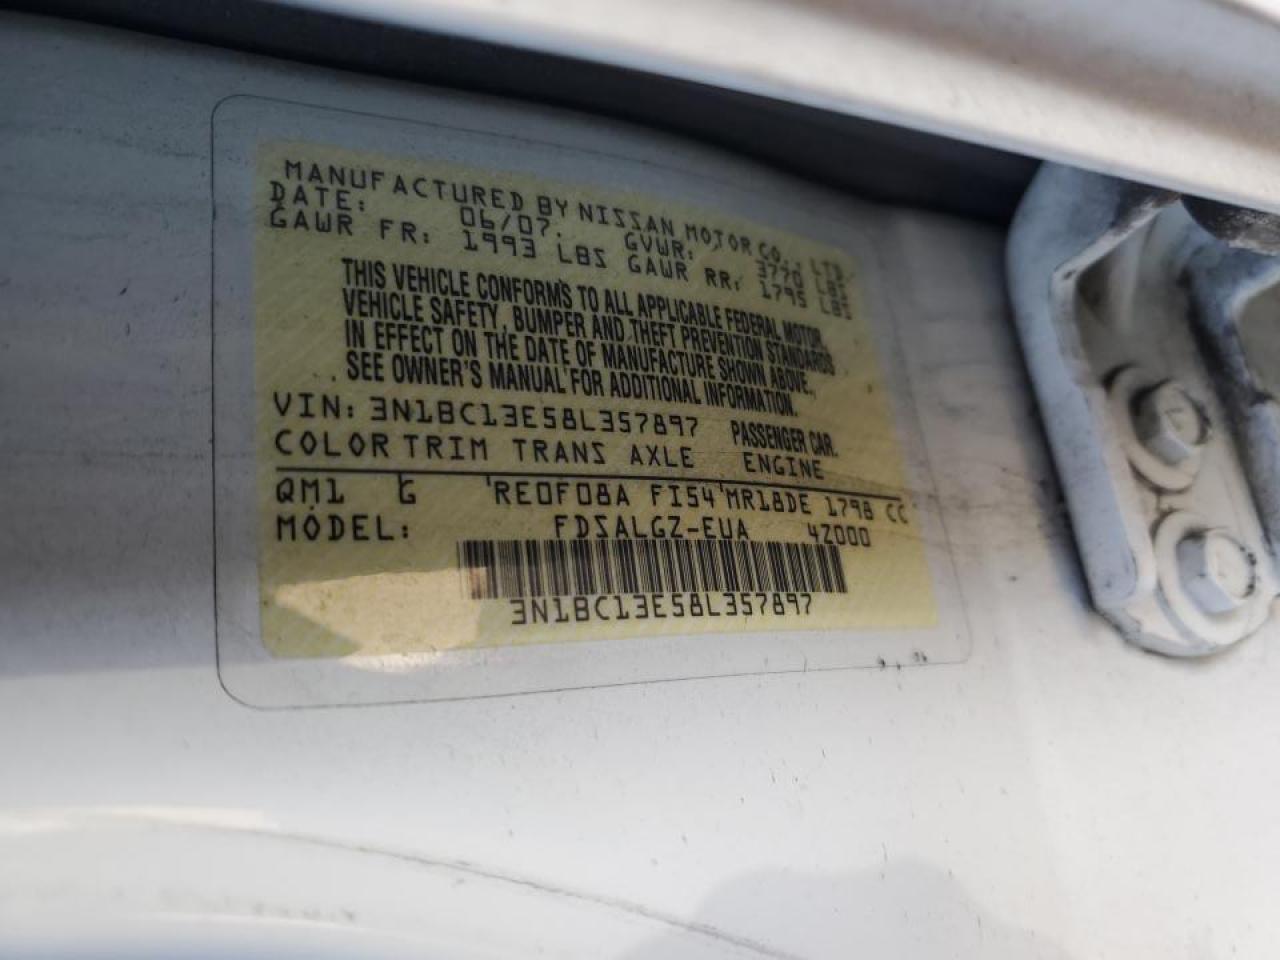 MANUFACTURED BY NISSAN MOTOR CO., LTD
DATE: 06/07. GVWR: 3770 LBS
GAWR FR: 1993 LBS GAWR RR: 1795 LBS
THIS VEHICLE CONFORMS TO ALL APPLICABLE FEDERAL MOTOR
VEHICLE SAFETY, BUMPER AND THEFT PREVENTION STANDARDS
IN EFFECT ON THE DATE OF MANUFACTURE SHOWN ABOVE.
SEE OWNER'S MANUAL FOR ADDITIONAL INFORMATION.
VIN: 3N1BC13E58L357897 PASSENGER CAR.
COLOR TRIM TRANS AXLE ENGINE
QM1 G RE0F08A FI54 MR18DE 1798 CC
MODEL: FDSALGZ-EUA 4Z000
3N1BC13E58L357897